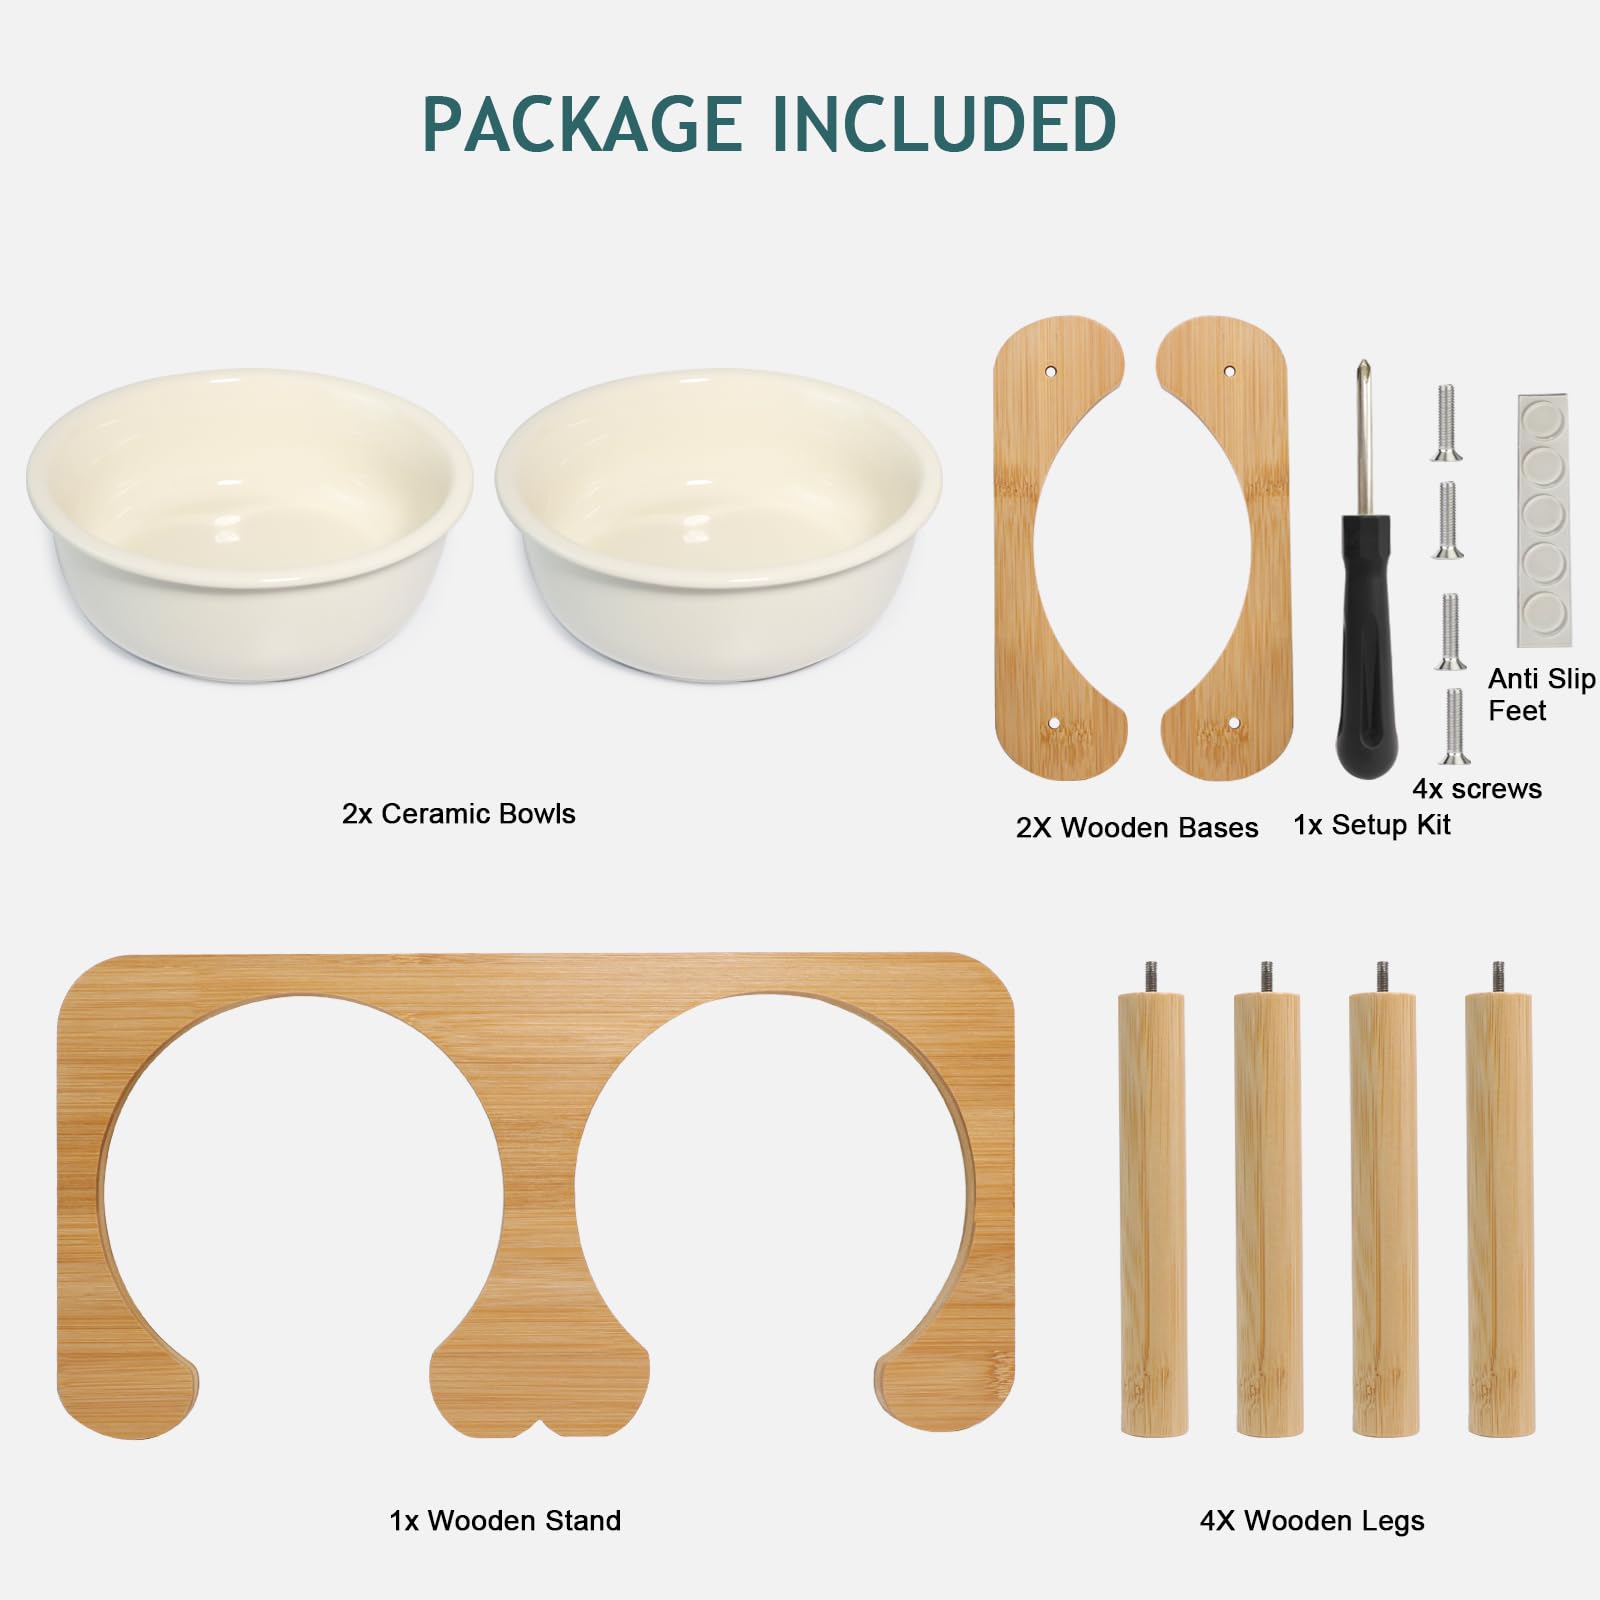 PACKAGE INCLUDED
Anti Slip
Feet
4x screws
2x Ceramic Bowls
2X Wooden Bases
1x Setup Kit
1x Wooden Stand
4X Wooden Legs